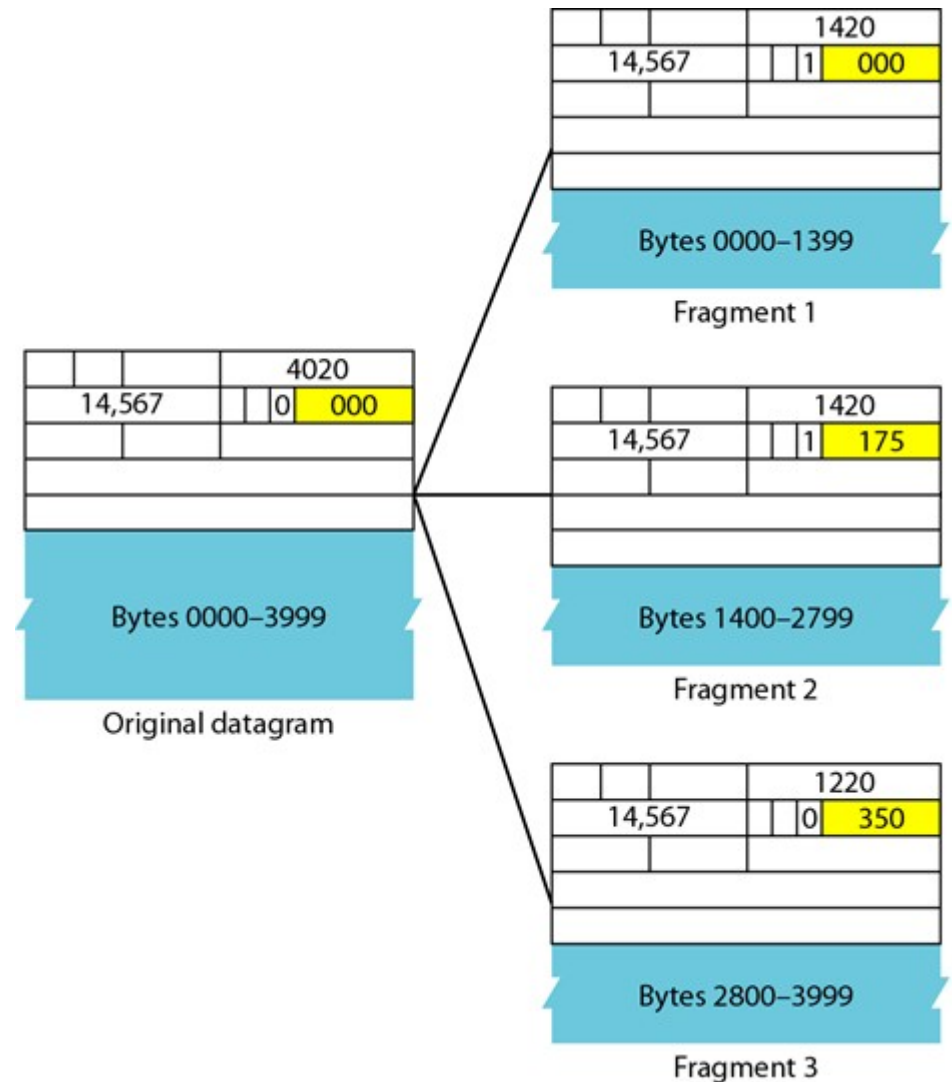 4020
14,567 0 000
Bytes 0000–3999
Original datagram
1420
14,567 1 000
Bytes 0000–1399
Fragment 1
1420
14,567 1 175
Bytes 1400–2799
Fragment 2
1220
14,567 0 350
Bytes 2800–3999
Fragment 3